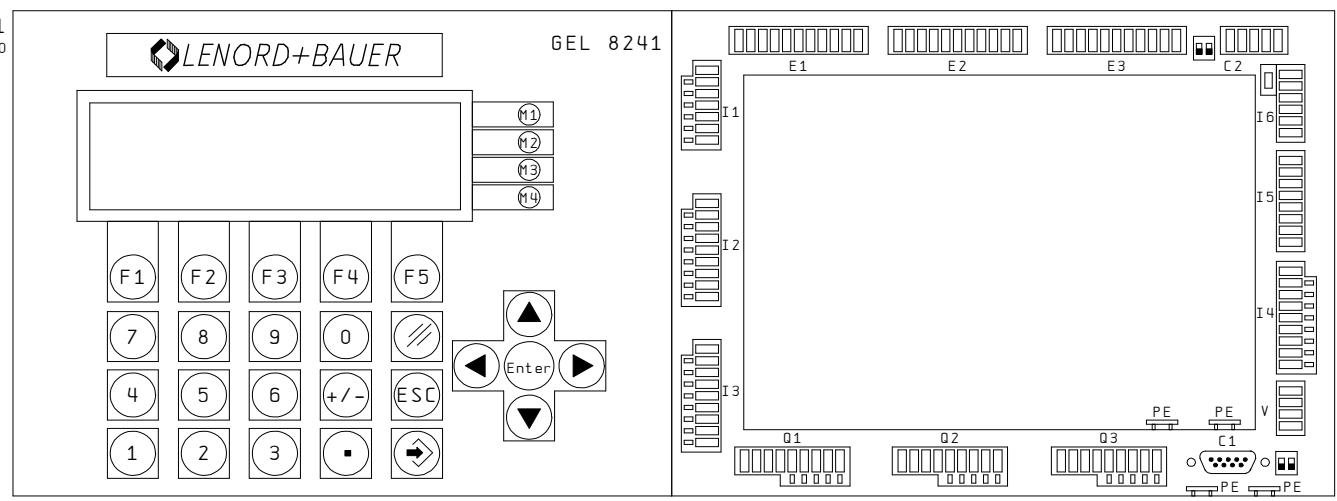 LENORD+BAUER
GEL 8241
M1
M2
M3
M4
F1 F2 F3 F4 F5
7 8 9 0
4 5 6 +/- ESC
1 2 3 .
Enter
E1 E2 E3 C2
I1
I2
I3
I6
I5
I4
V
PE PE
Q1 Q2 Q3 C1
PE PE